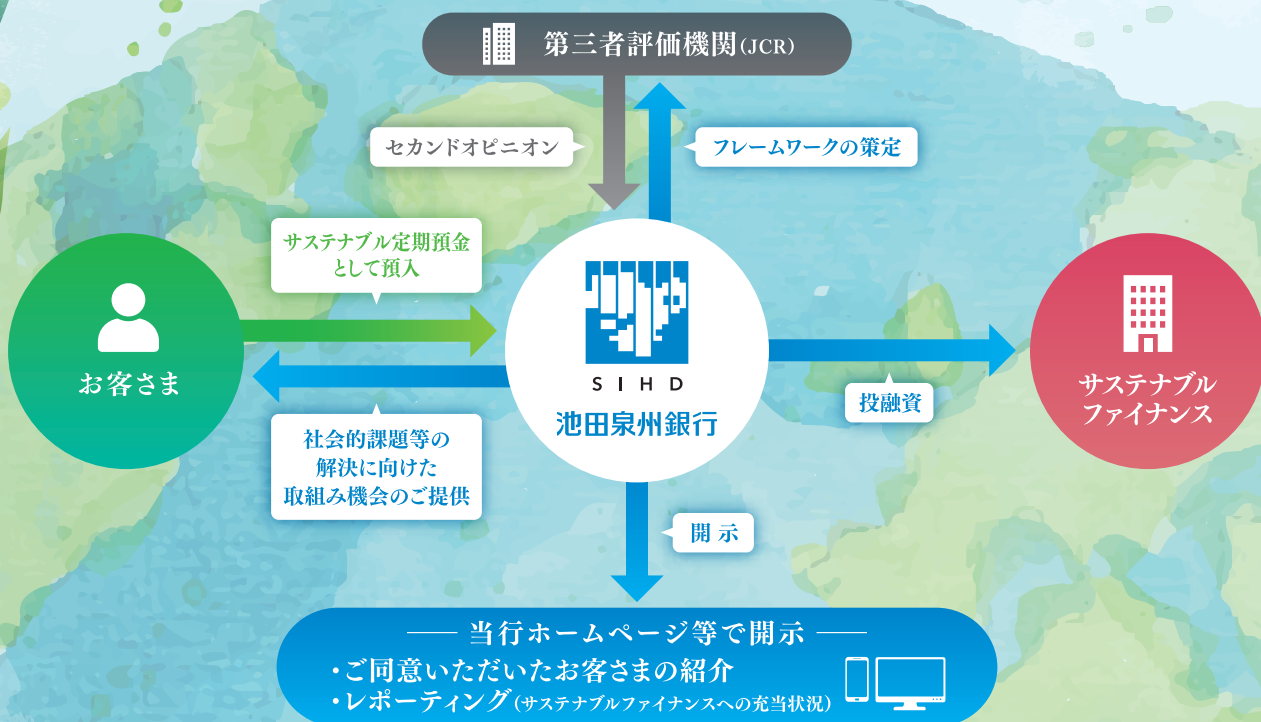 第三者評価機関(JCR)
セカンドオピニオン
フレームワークの策定
サステナブル定期預金
として預入
お客さま
社会的課題等の
解決に向けた
取組み機会のご提供
SIHD
池田泉州銀行
投融資
サステナブル
ファイナンス
開示
当行ホームページ等で開示
・ご同意いただいたお客さまの紹介
・レポーティング(サステナブルファイナンスへの充当状況)